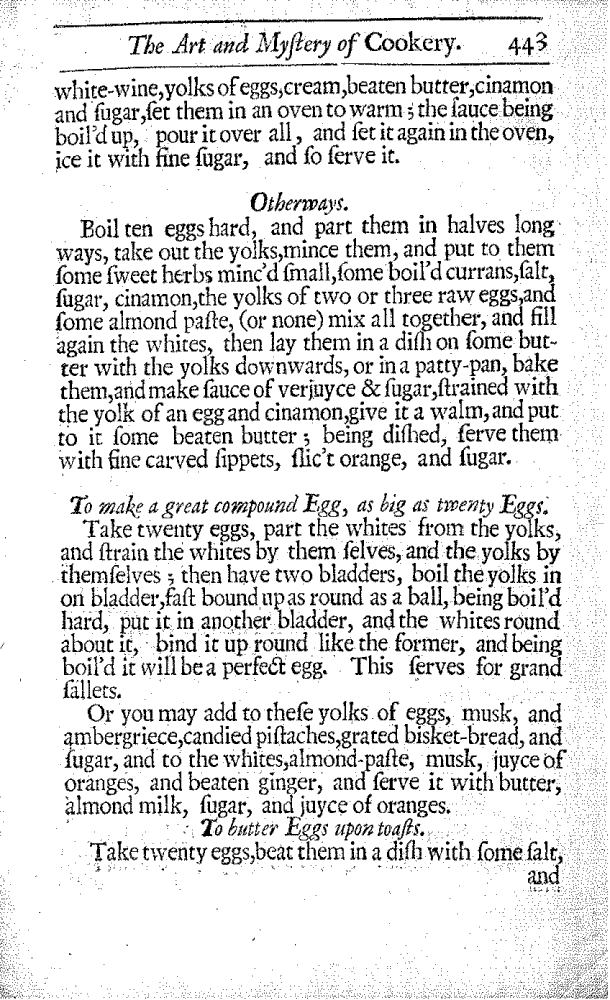 The Art and Myſtery of Cookery. 443
white-wine,yolks of eggs,cream,beaten butter,cinamon
and ſugar,ſet them in an oven to warm ; the ſauce being
boil'd up, pour it over all , and ſet it again in the oven,
ice it with fine ſugar, and ſo ſerve it.
Otherways.
Boil ten eggs hard, and part them in halves long
ways, take out the yolks,mince them, and put to them
ſome ſweet herbs minc'd ſmall,ſome boil'd currans,ſalt,
ſugar, cinamon,the yolks of two or three raw eggs,and
ſome almond paſte, (or none) mix all together, and fill
again the whites, then lay them in a diſh on ſome but-
ter with the yolks downwards, or in a patty-pan, bake
them,and make ſauce of verjuyce & ſugar,ſtrained with
the yolk of an egg and cinamon,give it a walm, and put
to it ſome beaten butter ; being diſhed, ſerve them
with fine carved ſippets, ſlic't orange, and ſugar.
To make a great compound Egg, as big as twenty Eggs.
Take twenty eggs, part the whites from the yolks,
and ſtrain the whites by them ſelves, and the yolks by
themſelves ; then have two bladders, boil the yolks in
on bladder,faſt bound up as round as a ball, being boil'd
hard, put it in another bladder, and the whites round
about it, bind it up round like the former, and being
boil'd it will be a perfect egg. This ſerves for grand
ſallets.
Or you may add to theſe yolks of eggs, musk, and
ambergriece,candied piſtaches,grated bisket-bread, and
ſugar, and to the whites,almond-paſte, musk, juyce of
oranges, and beaten ginger, and ſerve it with butter,
almond milk, ſugar, and juyce of oranges.
To butter Eggs upon toaſts.
Take twenty eggs,beat them in a diſh with ſome ſalt,
and